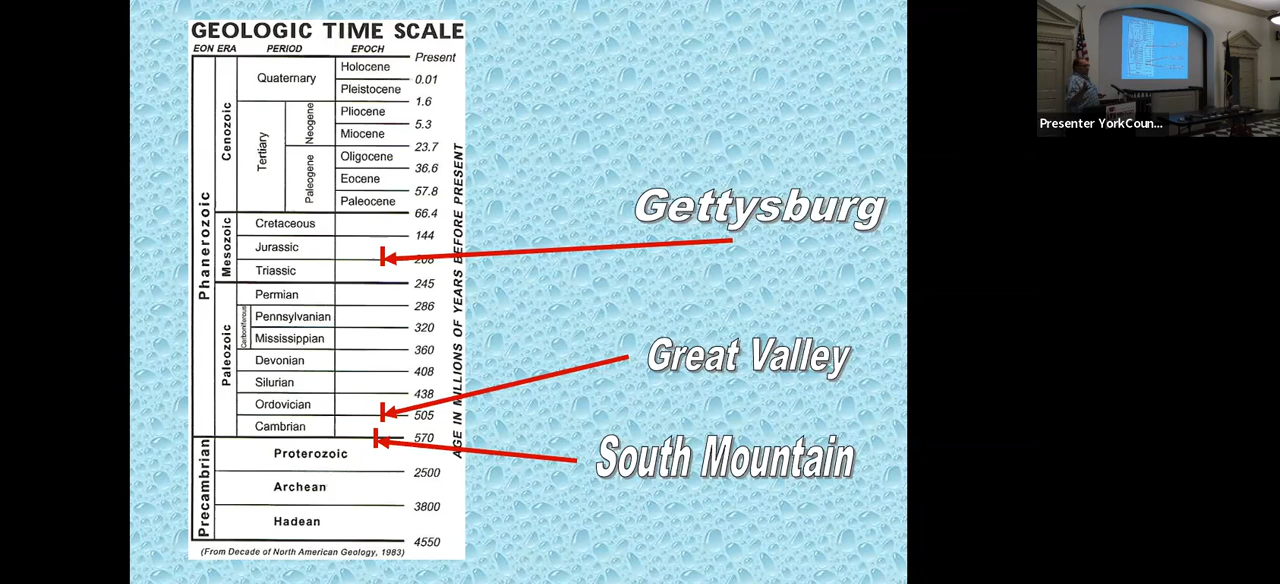 GEOLOGIC TIME SCALE
EON ERA PERIOD EPOCH
Present
Phanerozoic
Cenozoic
Quaternary
Holocene
0.01
Pleistocene
1.6
Tertiary
Neogene
Pliocene
5.3
Miocene
23.7
Paleogene
Oligocene
36.6
Eocene
57.8
Paleocene
66.4
Mesozoic
Cretaceous
144
Jurassic
208
Triassic
245
Paleozoic
Permian
286
Carboniferous
Pennsylvanian
320
Mississippian
360
Devonian
408
Silurian
438
Ordovician
505
Cambrian
570
Precambrian
Proterozoic
2500
Archean
3800
Hadean
4550
AGE IN MILLIONS OF YEARS BEFORE PRESENT
(From Decade of North American Geology, 1983)
Gettysburg
Great Valley
South Mountain
Presenter YorkCoun...